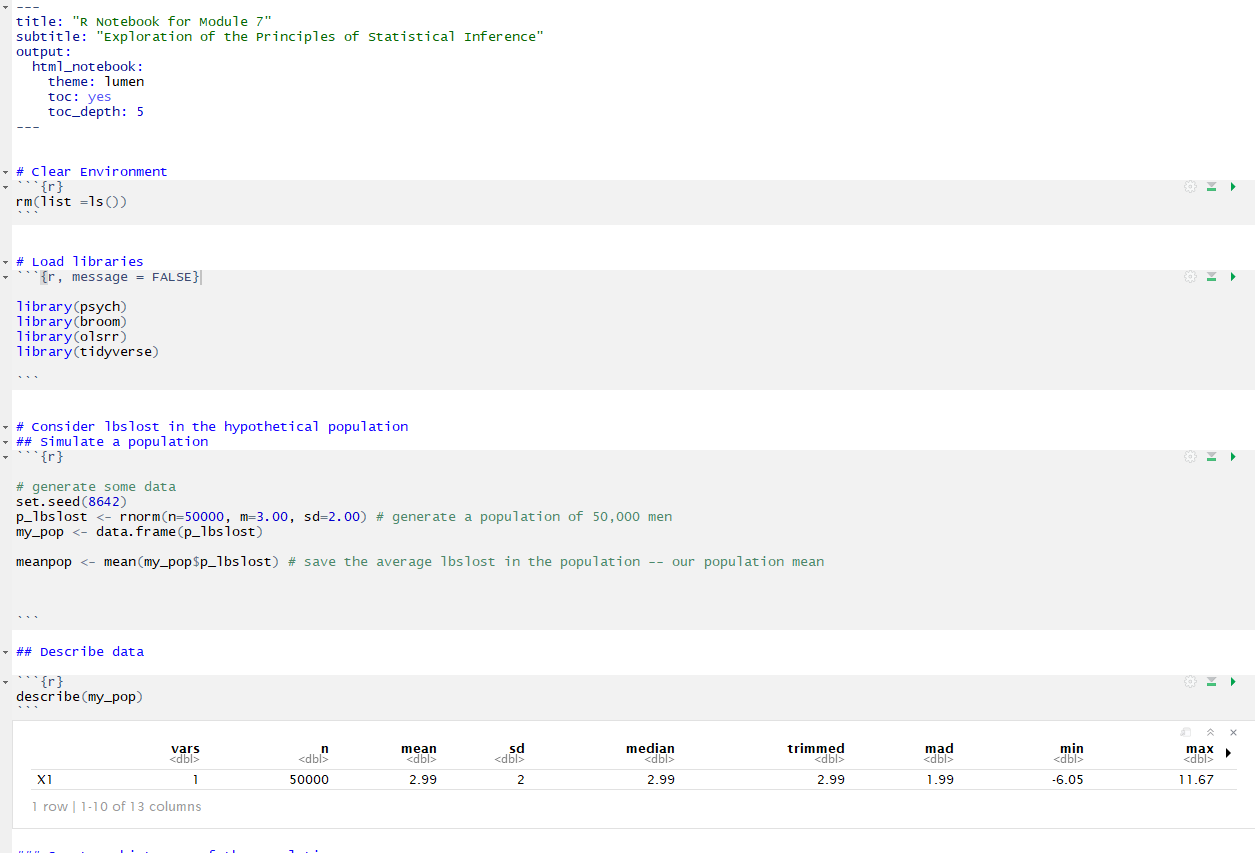 ---
title: "R Notebook for Module 7"
subtitle: "Exploration of the Principles of Statistical Inference"
output:
html_notebook:
theme: lumen
toc: yes
toc_depth: 5
---
# Clear Environment
```{r}
rm(list =ls())
```
# Load libraries
```{r, message = FALSE}
library(psych)
library(broom)
library(olsrr)
library(tidyverse)
```
# Consider lbslost in the hypothetical population
## Simulate a population
```{r}
# generate some data
set.seed(8642)
p_lbslost <- rnorm(n=50000, m=3.00, sd=2.00) # generate a population of 50,000 men
my_pop <- data.frame(p_lbslost)
meanpop <- mean(my_pop$p_lbslost) # save the average lbslost in the population -- our population mean
```
## Describe data
```{r}
describe(my_pop)
```
vars n mean sd median trimmed mad min max
<dbl> <dbl> <dbl> <dbl> <dbl> <dbl> <dbl> <dbl> <dbl>
X1 1 50000 2.99 2 2.99 2.99 1.99 -6.05 11.67
1 row | 1-10 of 13 columns